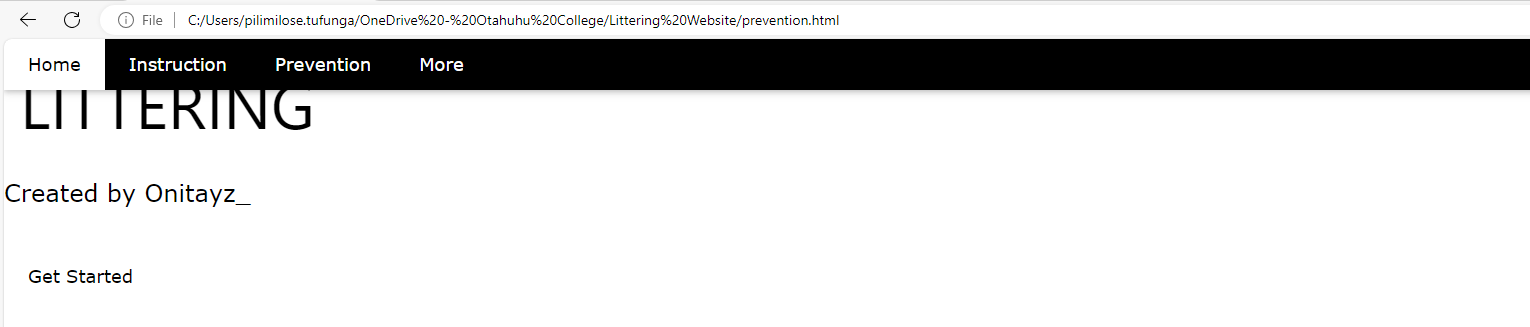 File | C:/Users/pilimilose.tufunga/OneDrive%20-%20Otahuhu%20College/Littering%20Website/prevention.html
Home Instruction Prevention More
LITTERING
Created by Onitayz_
Get Started